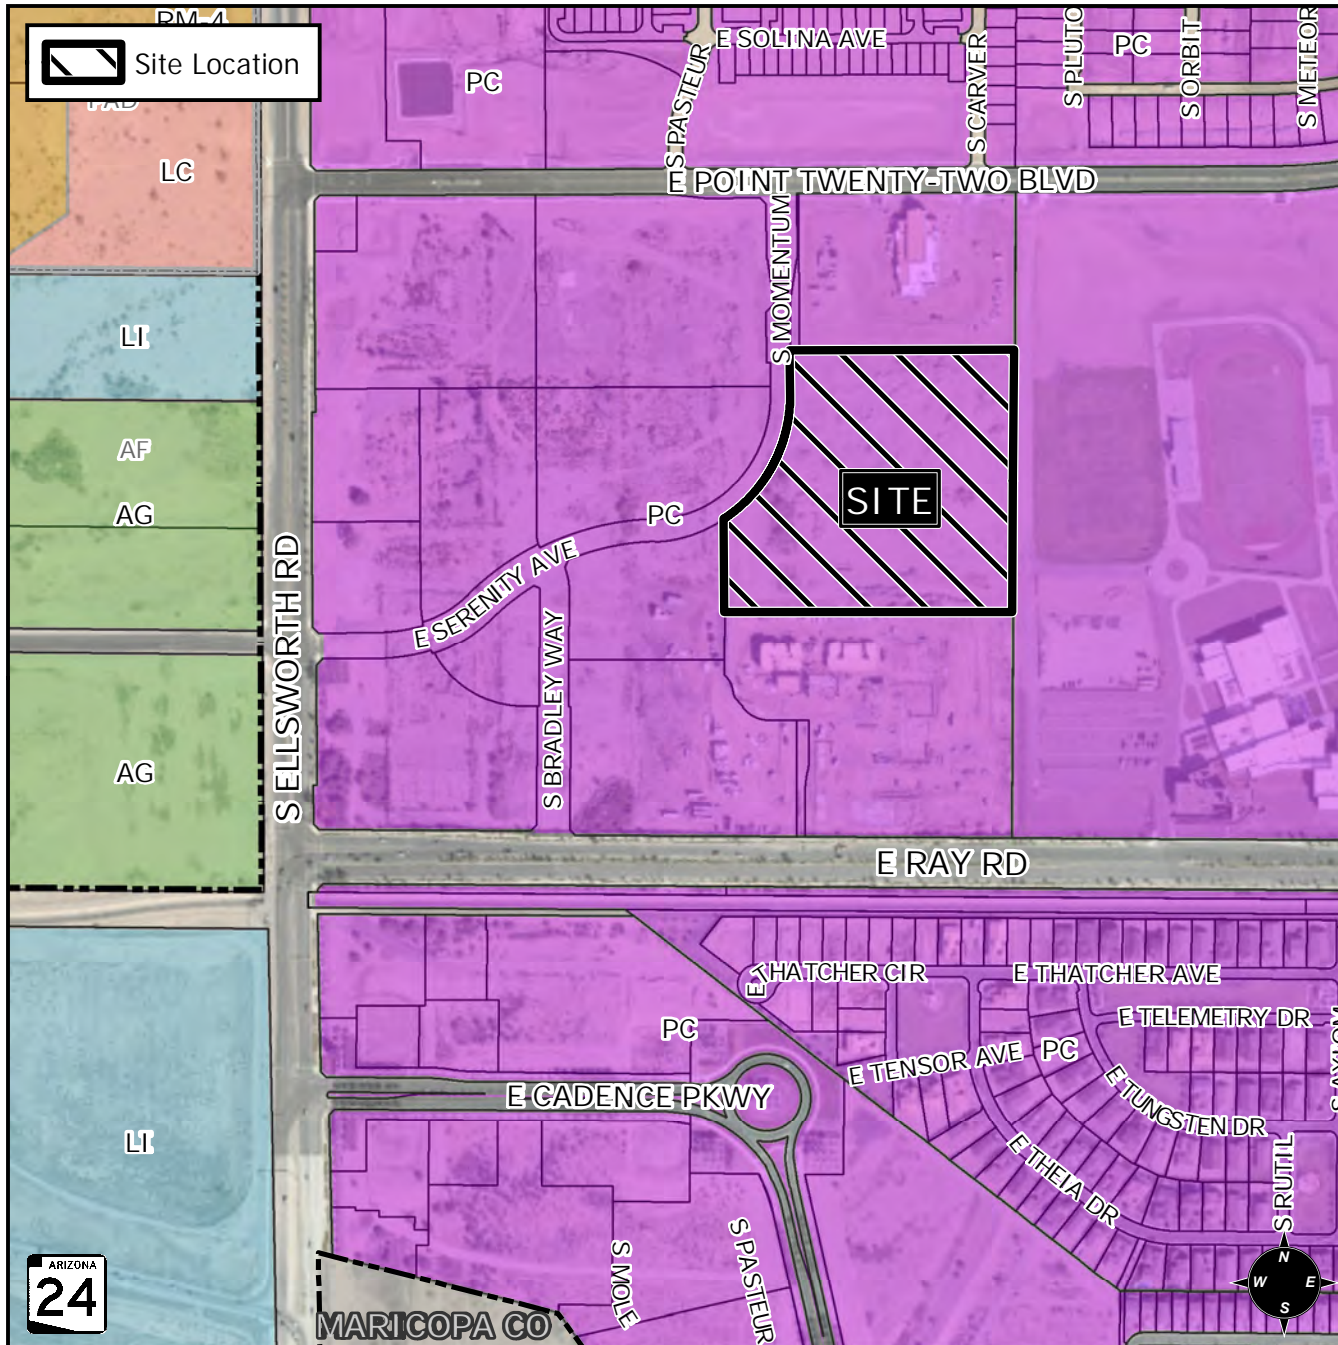 RM-4
Site Location
PAD
LC
PC
E SOLINA AVE
S PASTEUR
S CARVER
S PLUTO
PC
S ORBIT
S METEOR
E POINT TWENTY-TWO BLVD
S MOMENTUM
LI
AF
AG
SITE
PC
E SERENITY AVE
S ELLSWORTH RD
S BRADLEY WAY
AG
E RAY RD
E THATCHER CIR
E THATCHER AVE
E TELEMETRY DR
PC
E TENSOR AVE
PC
E TUNGSTEN DR
E CADENCE PKWY
LI
E THEIA DR
S RUTIL
S MOLE
S PASTEUR
ARIZONA
24
MARICOPA CO
N
W E
S